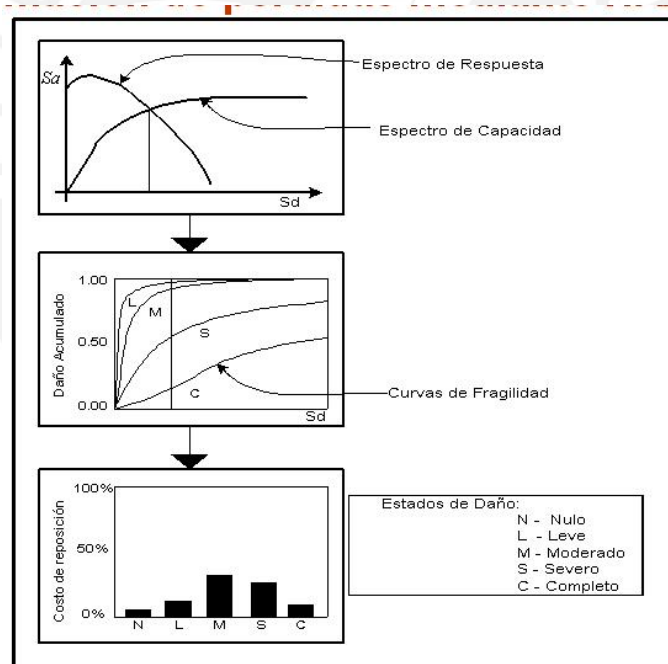 Sa
Espectro de Respuesta
Espectro de Capacidad
Sd
Daño Acumulado
1.00
0.50
0.00
L
M
S
C
Sd
Curvas de Fragilidad
Costo de reposición
100%
50%
0%
N L M S C
Estados de Daño:
N - Nulo
L - Leve
M - Moderado
S - Severo
C - Completo